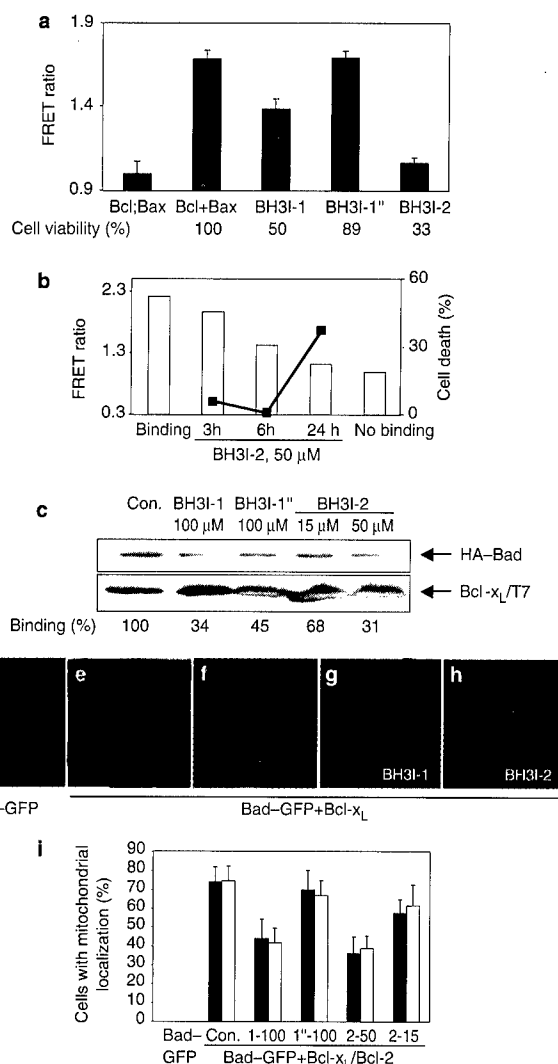 a
1.9
1.4
0.9
FRET ratio
Bcl;Bax Bcl+Bax BH3I-1 BH3I-1" BH3I-2
Cell viability (%) 100 50 89 33
b
2.3
1.3
0.3
FRET ratio
60
30
0
Cell death (%)
Binding 3h 6h 24 h No binding
BH3I-2, 50 µM
c
Con. BH3I-1 BH3I-1" BH3I-2
100 µM 100 µM 15 µM 50 µM
HA–Bad
Bcl-xL/T7
Binding (%) 100 34 45 68 31
e f g h
BH3I-1 BH3I-2
–GFP Bad–GFP+Bcl-xL
i
90
80
70
60
50
40
30
20
10
0
Cells with mitochondrial
localization (%)
Bad– Con. 1-100 1"-100 2-50 2-15
GFP Bad–GFP+Bcl-xL/Bcl-2